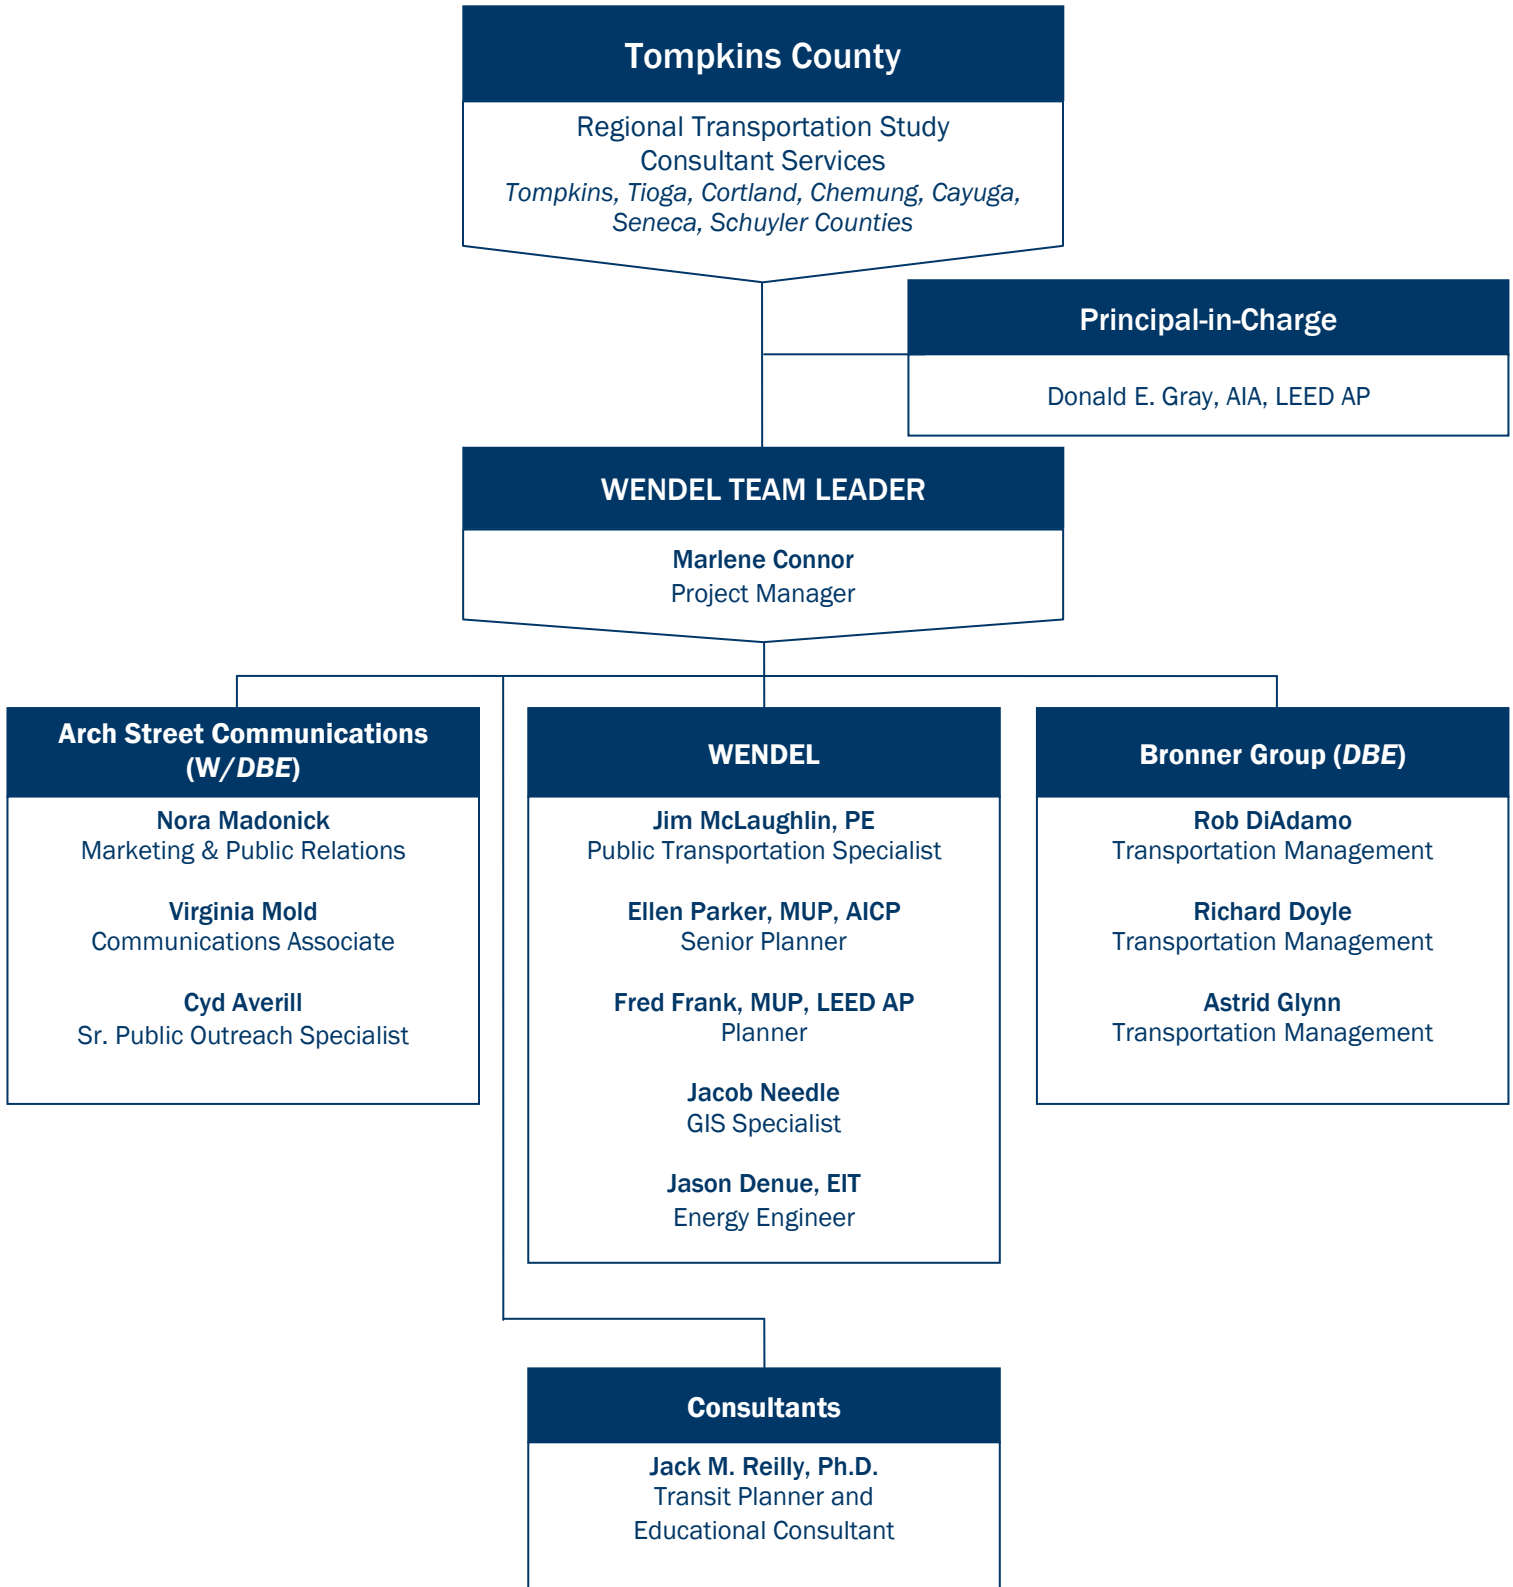 Tompkins County
Regional Transportation Study
Consultant Services
Tompkins, Tioga, Cortland, Chemung, Cayuga,
Seneca, Schuyler Counties
Principal-in-Charge
Donald E. Gray, AIA, LEED AP
WENDEL TEAM LEADER
Marlene Connor
Project Manager
Arch Street Communications
(W/DBE)
Nora Madonick
Marketing & Public Relations
Virginia Mold
Communications Associate
Cyd Averill
Sr. Public Outreach Specialist
WENDEL
Jim McLaughlin, PE
Public Transportation Specialist
Ellen Parker, MUP, AICP
Senior Planner
Fred Frank, MUP, LEED AP
Planner
Jacob Needle
GIS Specialist
Jason Denue, EIT
Energy Engineer
Bronner Group (DBE)
Rob DiAdamo
Transportation Management
Richard Doyle
Transportation Management
Astrid Glynn
Transportation Management
Consultants
Jack M. Reilly, Ph.D.
Transit Planner and
Educational Consultant